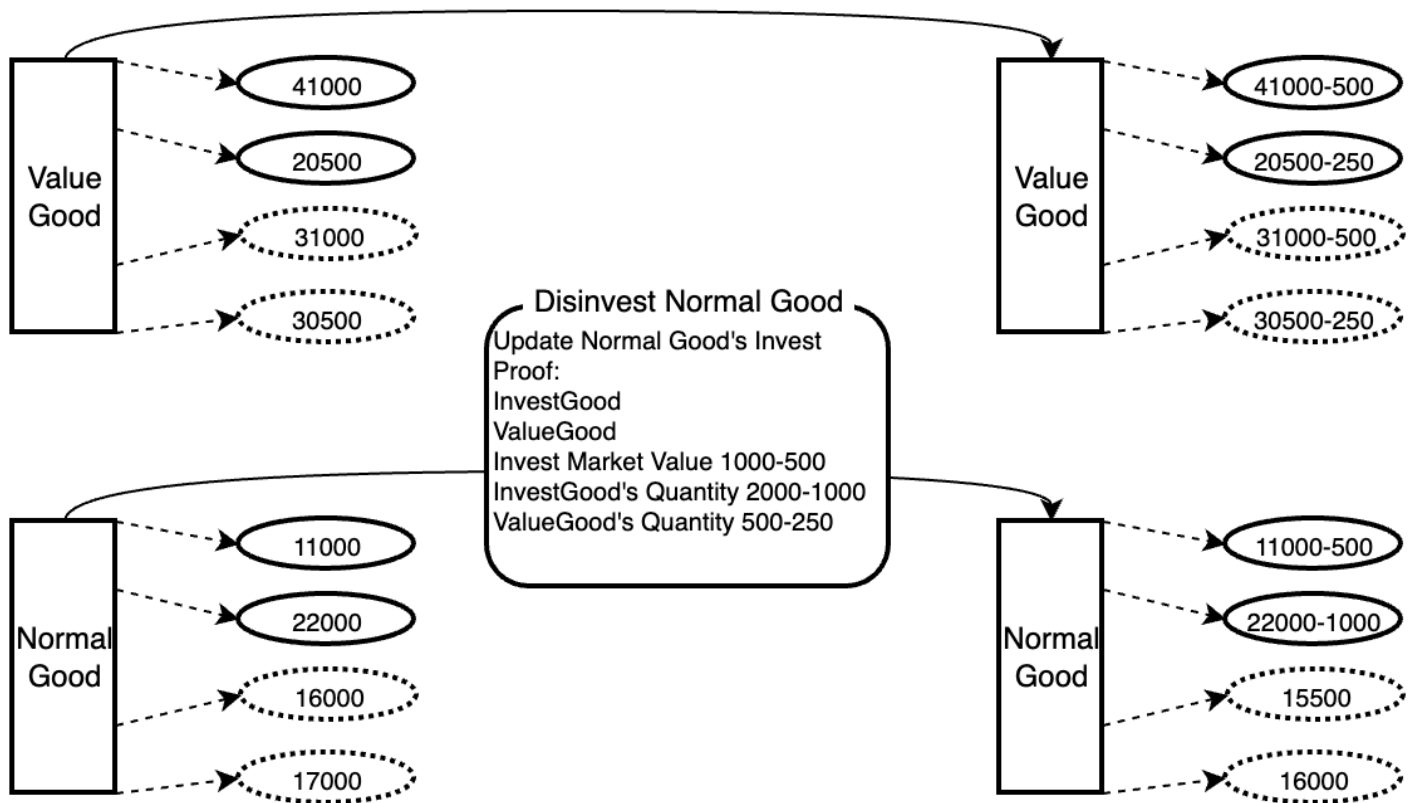 Value
Good
41000
20500
31000
30500
Value
Good
41000-500
20500-250
31000-500
30500-250
Disinvest Normal Good
Update Normal Good's Invest
Proof:
InvestGood
ValueGood
Invest Market Value 1000-500
InvestGood's Quantity 2000-1000
ValueGood's Quantity 500-250
Normal
Good
11000
22000
16000
17000
Normal
Good
11000-500
22000-1000
15500
16000